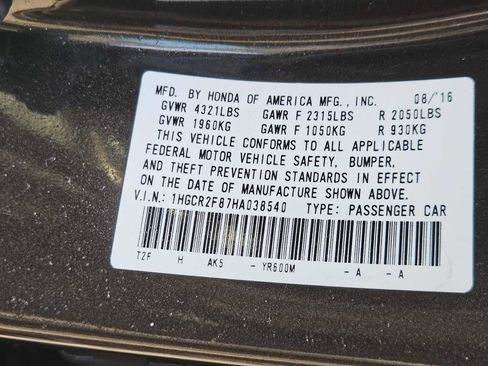 MFD. BY HONDA OF AMERICA MFG., INC. 08/'16
GVWR 4321LBS GAWR F 2315LBS R 2050LBS
GVWR 1960KG GAWR F 1050KG R 930KG
THIS VEHICLE CONFORMS TO ALL APPLICABLE
FEDERAL MOTOR VEHICLE SAFETY, BUMPER,
AND THEFT PREVENTION STANDARDS IN EFFECT
ON THE DATE OF MANUFACTURE SHOWN ABOVE.
V.I.N.: 1HGCR2F87HA038540 TYPE: PASSENGER CAR
T2F H AK5 - YR600M -A -A